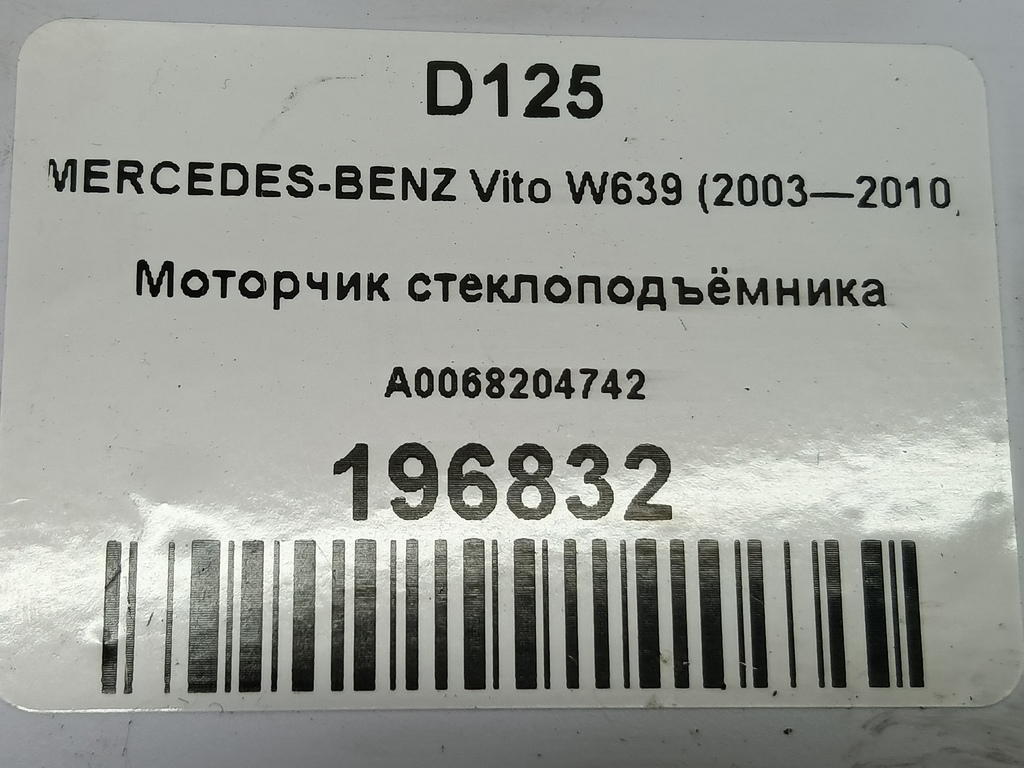 D125
MERCEDES-BENZ Vito W639 (2003—2010
Моторчик стеклоподъёмника
A0068204742
196832